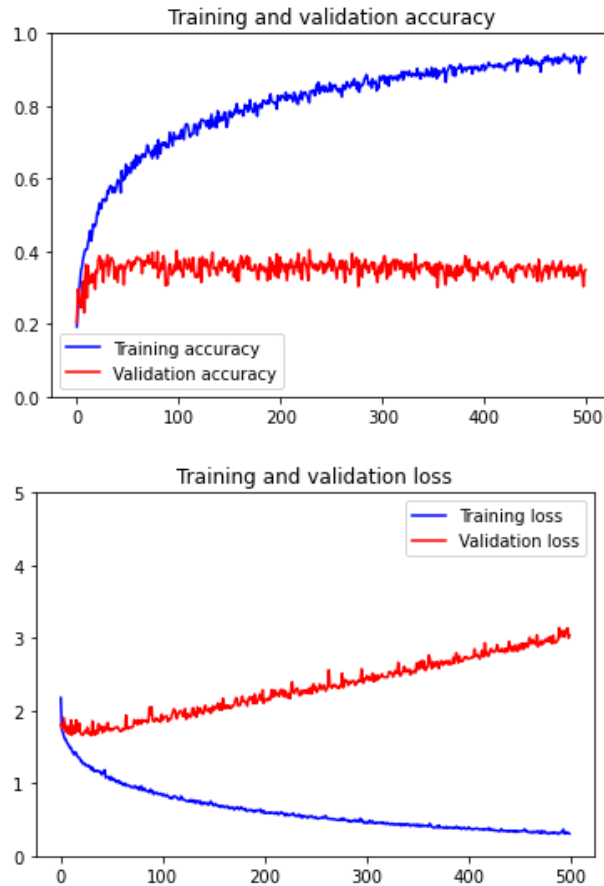 Training and validation accuracy
1.0
0.8
0.6
0.4
0.2
0.0
Training accuracy
Validation accuracy
0 100 200 300 400 500
Training and validation loss
5
4
3
2
1
0
Training loss
Validation loss
0 100 200 300 400 500